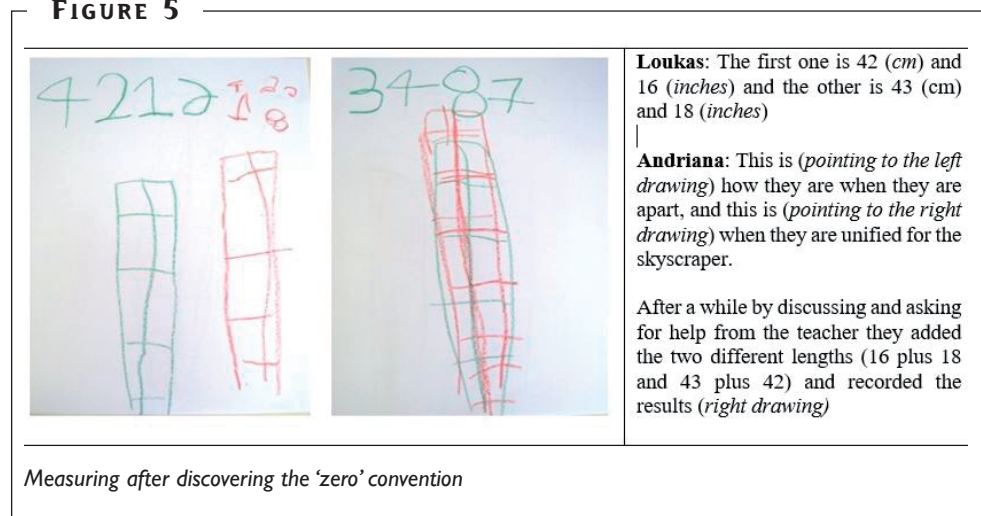 FIGURE 5
4212
18
34-87
Loukas: The first one is 42 (cm) and
16 (inches) and the other is 43 (cm)
and 18 (inches)
Andriana: This is (pointing to the left
drawing) how they are when they are
apart, and this is (pointing to the right
drawing) when they are unified for the
skyscraper.
After a while by discussing and asking
for help from the teacher they added
the two different lengths (16 plus 18
and 43 plus 42) and recorded the
results (right drawing)
Measuring after discovering the ‘zero’ convention